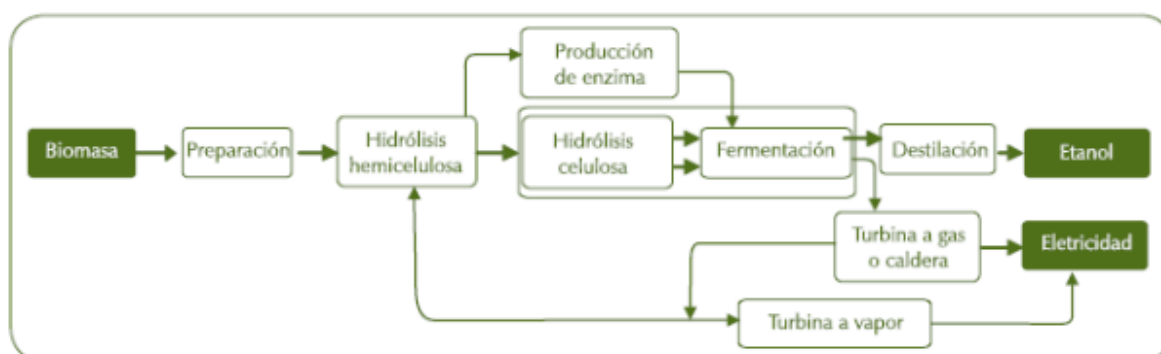 Producción
de enzima
Biomasa
Preparación
Hidrólisis
hemicelulosa
Hidrólisis
celulosa
Fermentación
Destilación
Etanol
Turbina a gas
o caldera
Eletricidad
Turbina a vapor